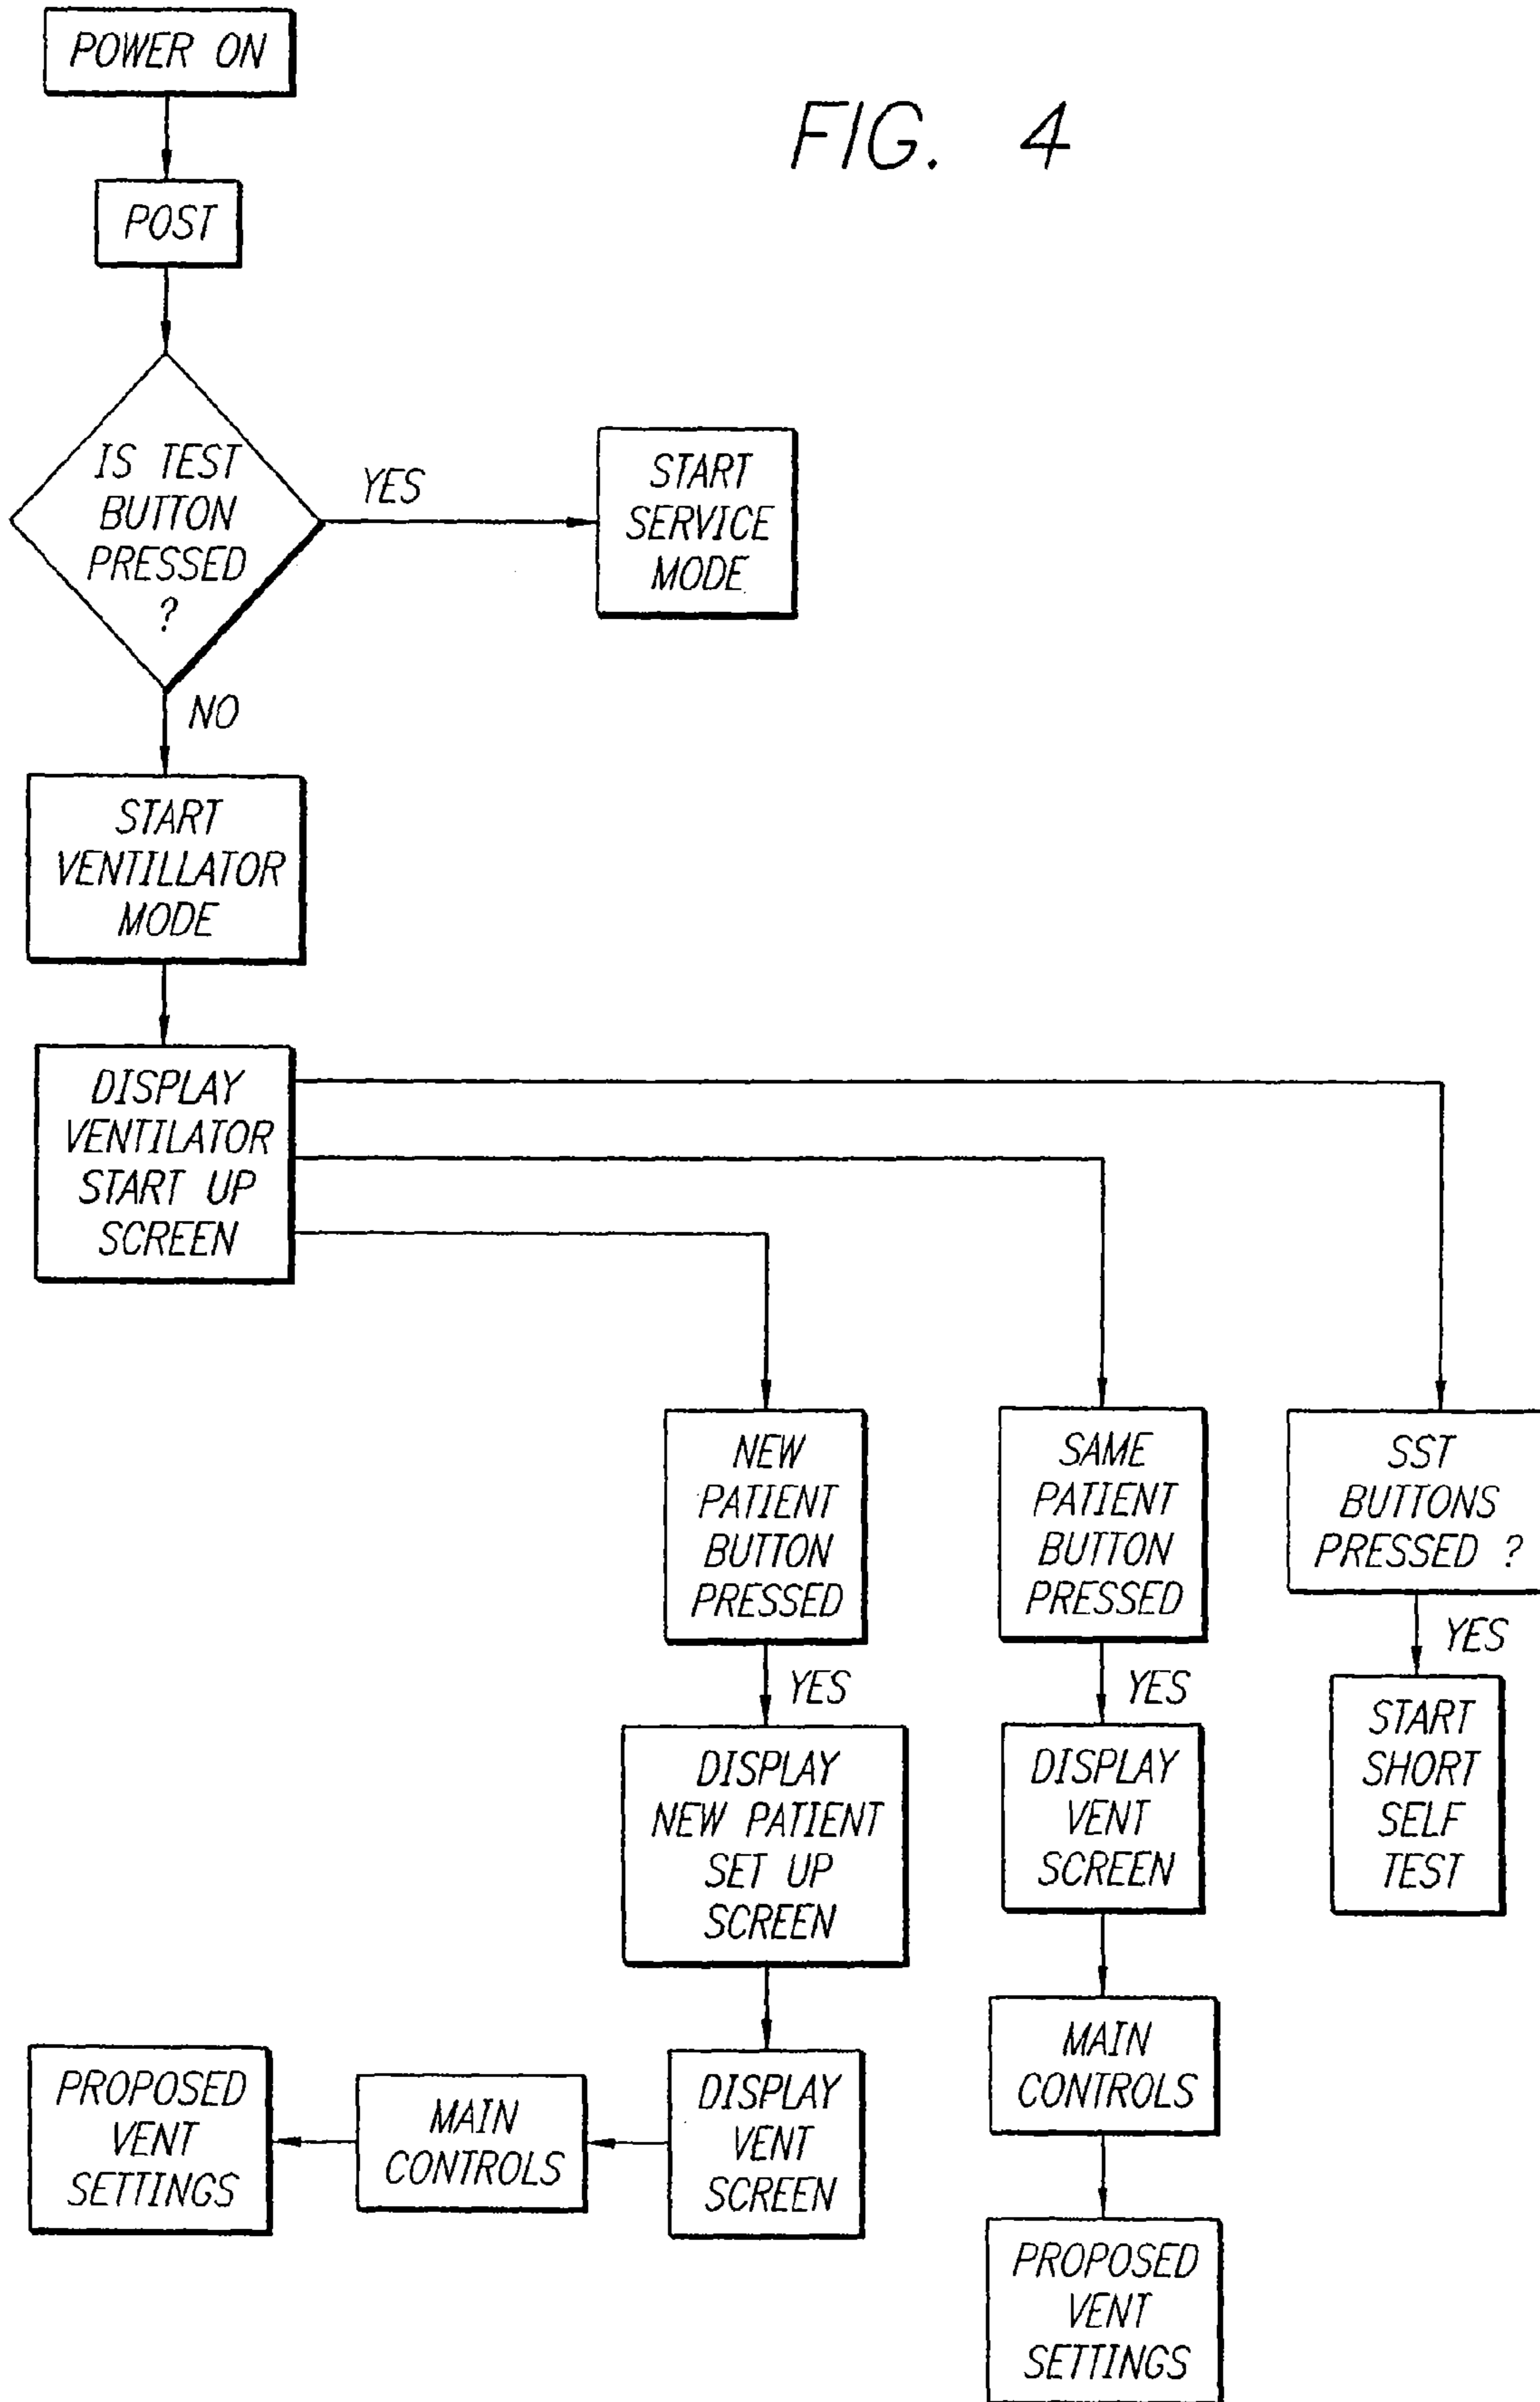 POWER ON
FIG. 4
POST
IS TEST
BUTTON
PRESSED
?
YES
START
SERVICE
MODE
NO
START
VENTILLATOR
MODE
DISPLAY
VENTILATOR
START UP
SCREEN
NEW
PATIENT
BUTTON
PRESSED
YES
DISPLAY
NEW PATIENT
SET UP
SCREEN
DISPLAY
VENT
SCREEN
MAIN
CONTROLS
PROPOSED
VENT
SETTINGS
SAME
PATIENT
BUTTON
PRESSED
YES
DISPLAY
VENT
SCREEN
MAIN
CONTROLS
PROPOSED
VENT
SETTINGS
SST
BUTTONS
PRESSED ?
YES
START
SHORT
SELF
TEST